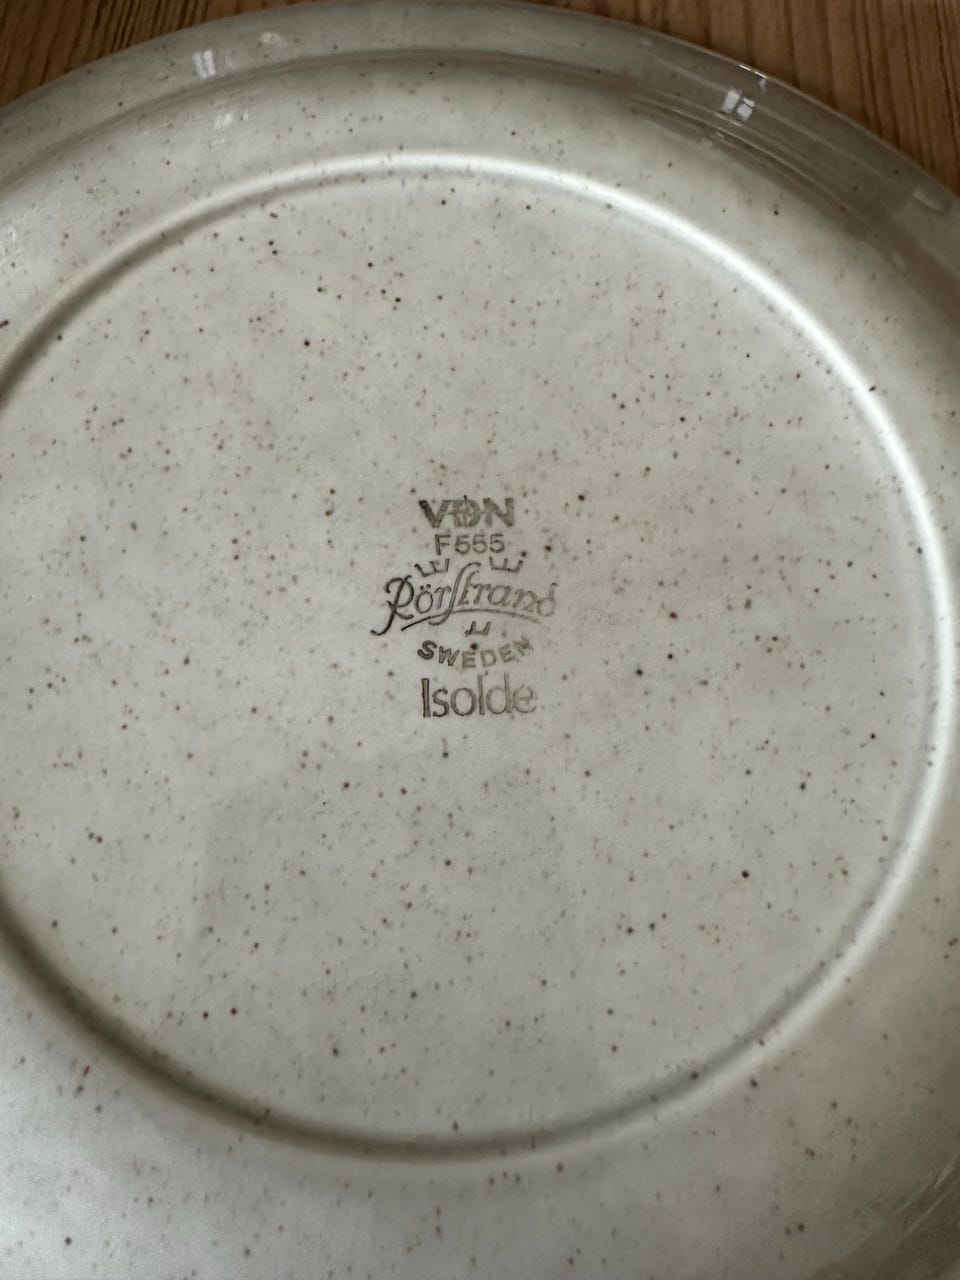 VDN
F555
Rörstrand
SWEDEN
Isolde